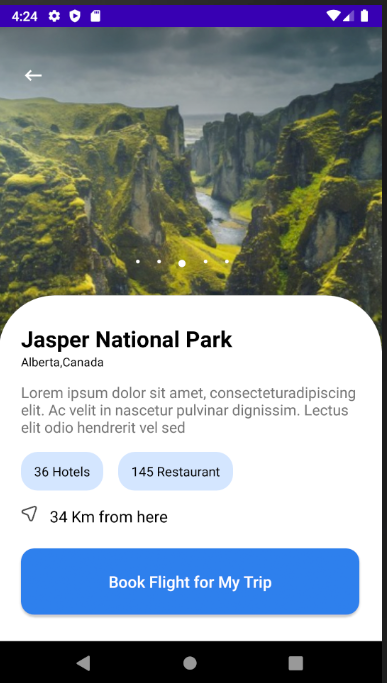 4:24
Jasper National Park
Alberta,Canada
Lorem ipsum dolor sit amet, consecteturadipiscing
elit. Ac velit in nascetur pulvinar dignissim. Lectus
elit odio hendrerit vel sed
36 Hotels
145 Restaurant
34 Km from here
Book Flight for My Trip